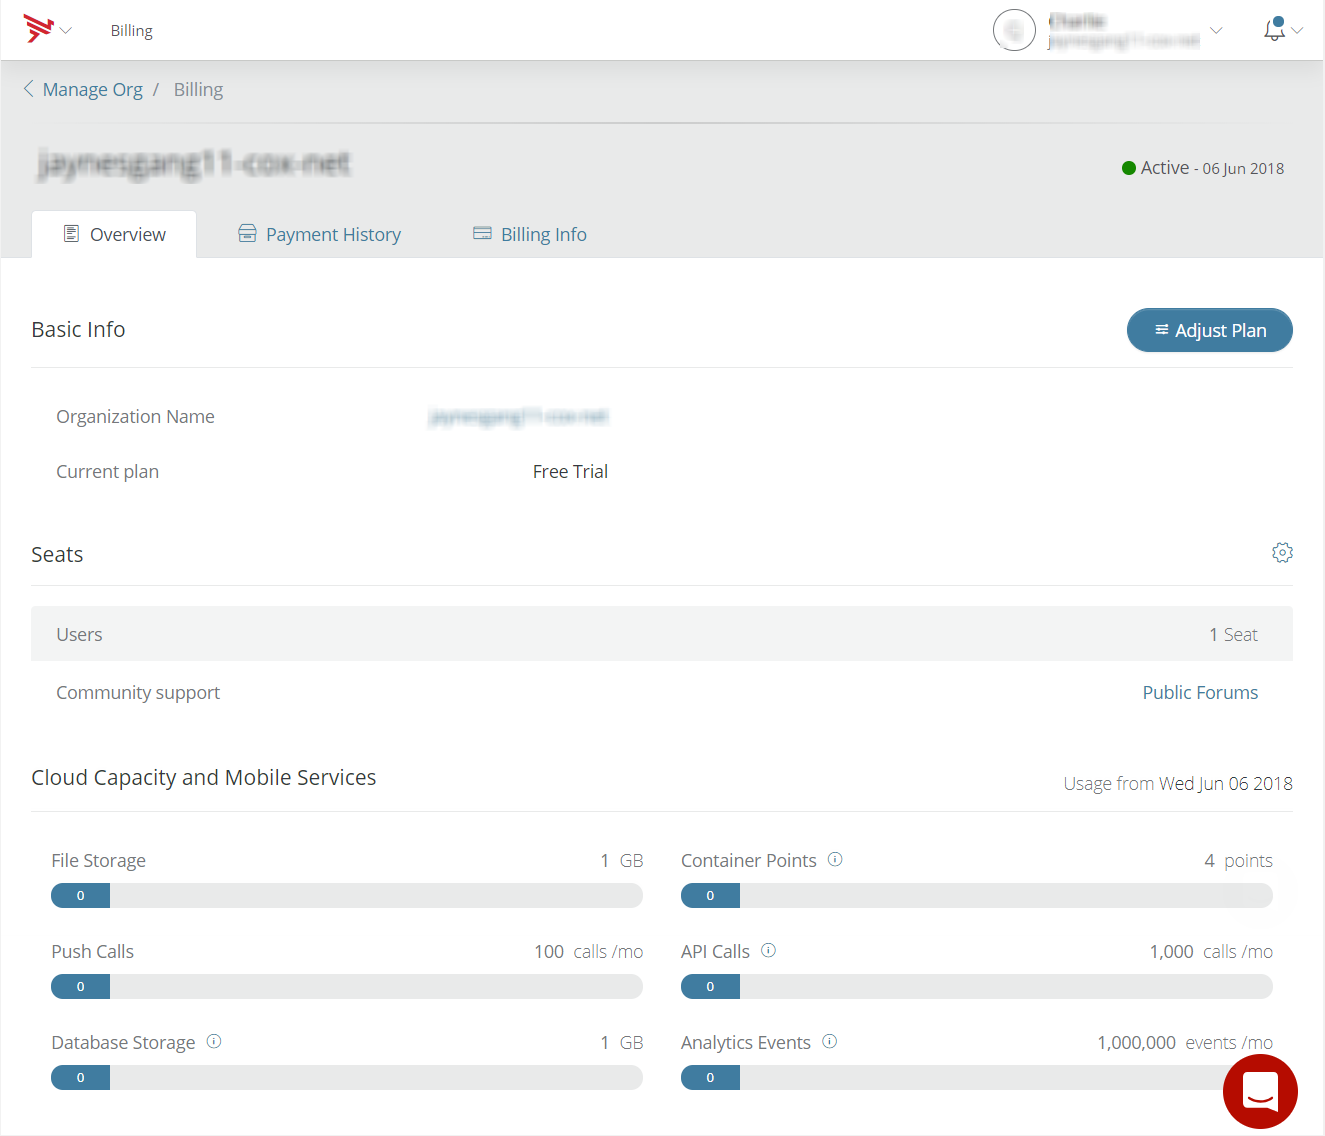 Billing
Manage Org / Billing
Active - 06 Jun 2018
Overview Payment History Billing Info
Basic Info Adjust Plan
Organization Name
Current plan Free Trial
Seats
Users 1 Seat
Community support Public Forums
Cloud Capacity and Mobile Services Usage from Wed Jun 06 2018
File Storage 1 GB Container Points 4 points
0 0
Push Calls 100 calls /mo API Calls 1,000 calls /mo
0 0
Database Storage 1 GB Analytics Events 1,000,000 events /mo
0 0